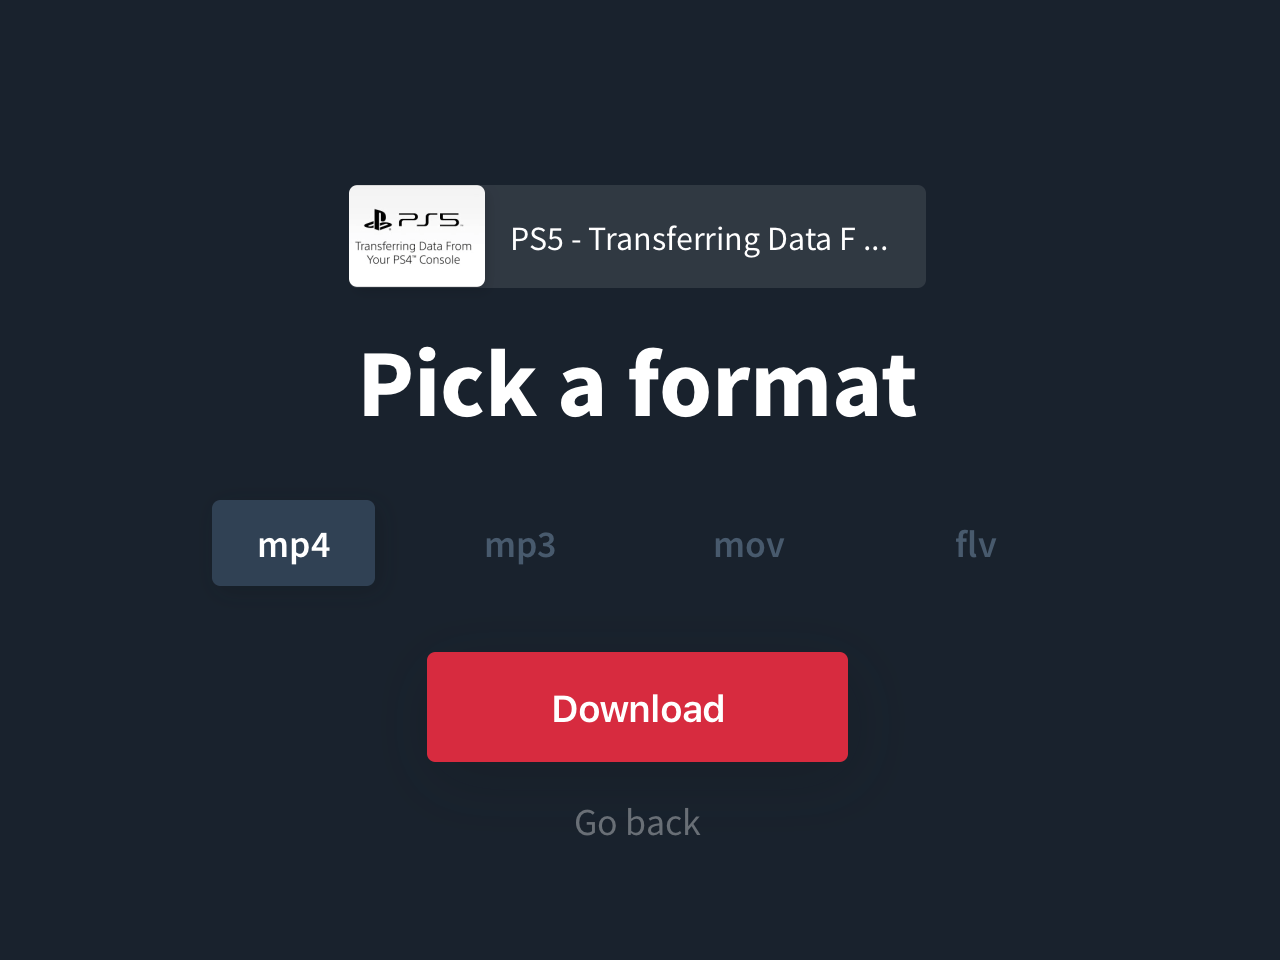 PS5
Transferring Data From
Your PS4™ Console
PS5 - Transferring Data F ...
Pick a format
mp4 mp3 mov flv
Download
Go back